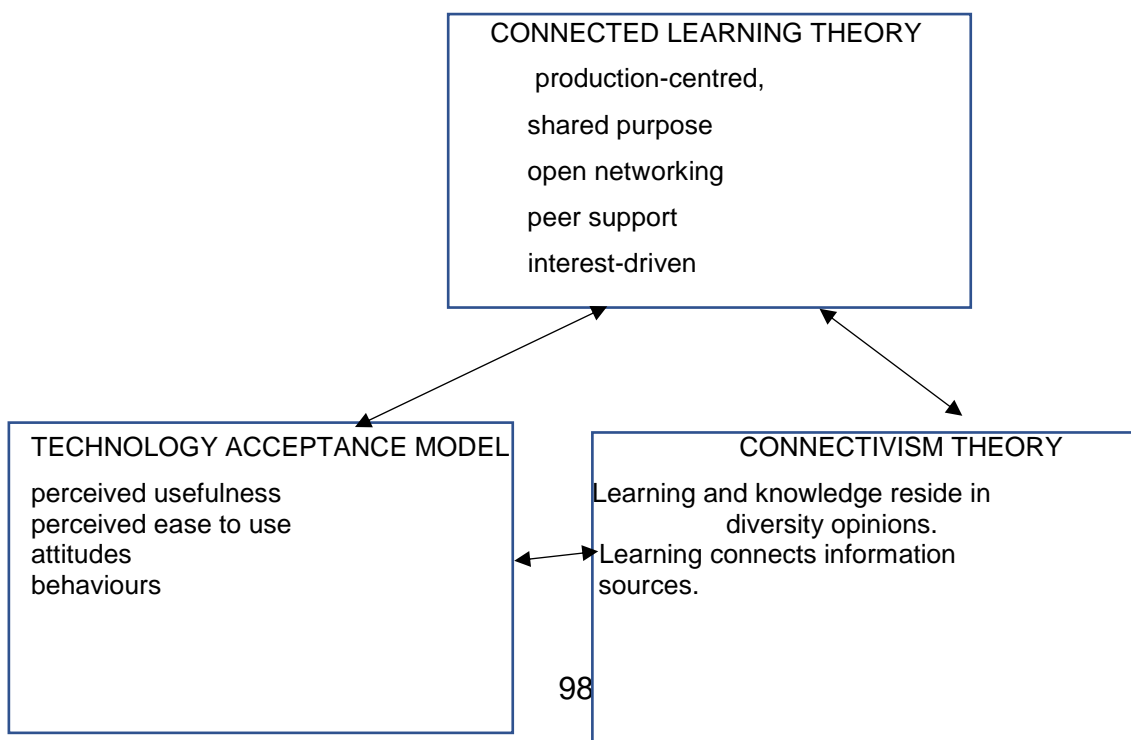 CONNECTED LEARNING THEORY
production-centred,
shared purpose
open networking
peer support
interest-driven
TECHNOLOGY ACCEPTANCE MODEL
perceived usefulness
perceived ease to use
attitudes
behaviours
CONNECTIVISM THEORY
Learning and knowledge reside in
diversity opinions.
Learning connects information
sources.
98